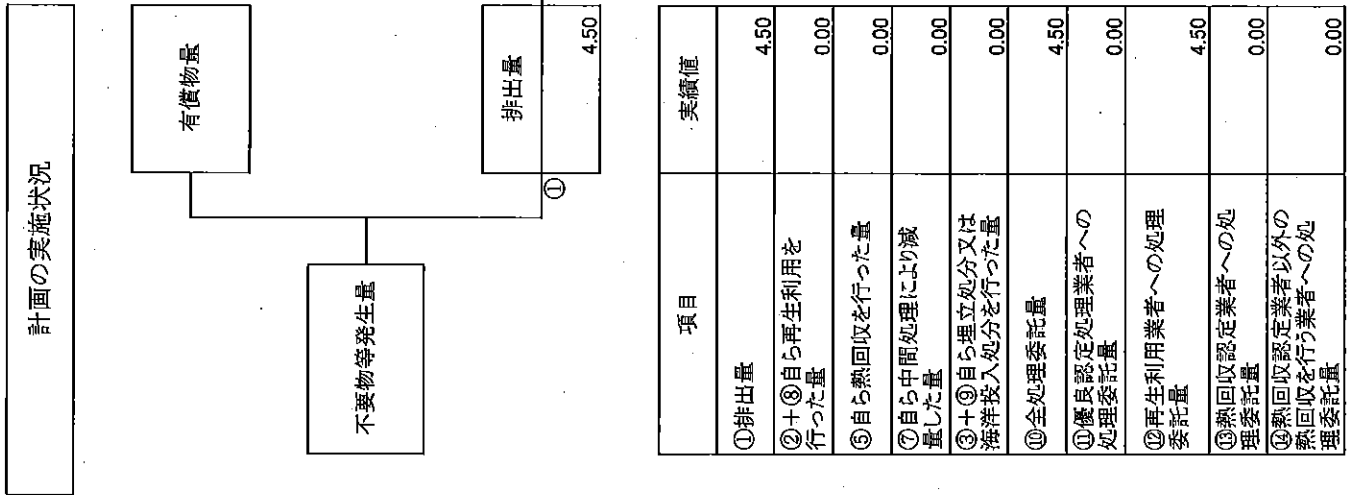 計画の実施状況
有償物量
不要物等発生量
排出量
①
4.50
項目
実績値
①排出量
4.50
②+⑧自ら再生利用を
行った量
0.00
⑤自ら熱回収を行った量
0.00
⑦自ら中間処理により減
量した量
0.00
③+⑨自ら埋立処分又は
海洋投入処分を行った量
0.00
⑩全処理委託量
4.50
⑪優良認定処理業者への
処理委託量
0.00
⑫再生利用業者への処理
委託量
4.50
⑬熱回収認定業者への処
理委託量
0.00
⑭熱回収認定業者以外の
熱回収を行う業者への処
理委託量
0.00